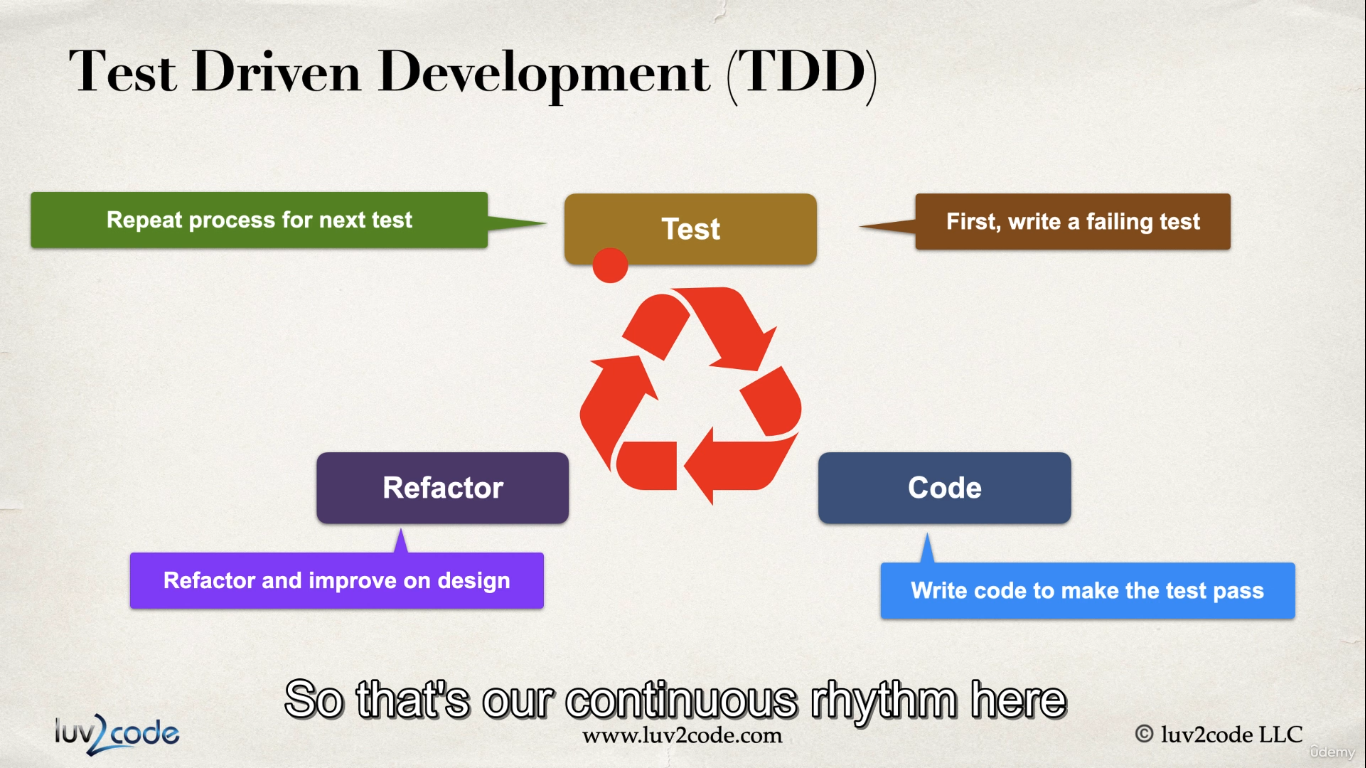 Test Driven Development (TDD)
Repeat process for next test
Test
First, write a failing test
Refactor
Code
Refactor and improve on design
Write code to make the test pass
So that's our continuous rhythm here
luv2code
www.luv2code.com
© luv2code LLC
ûdemy